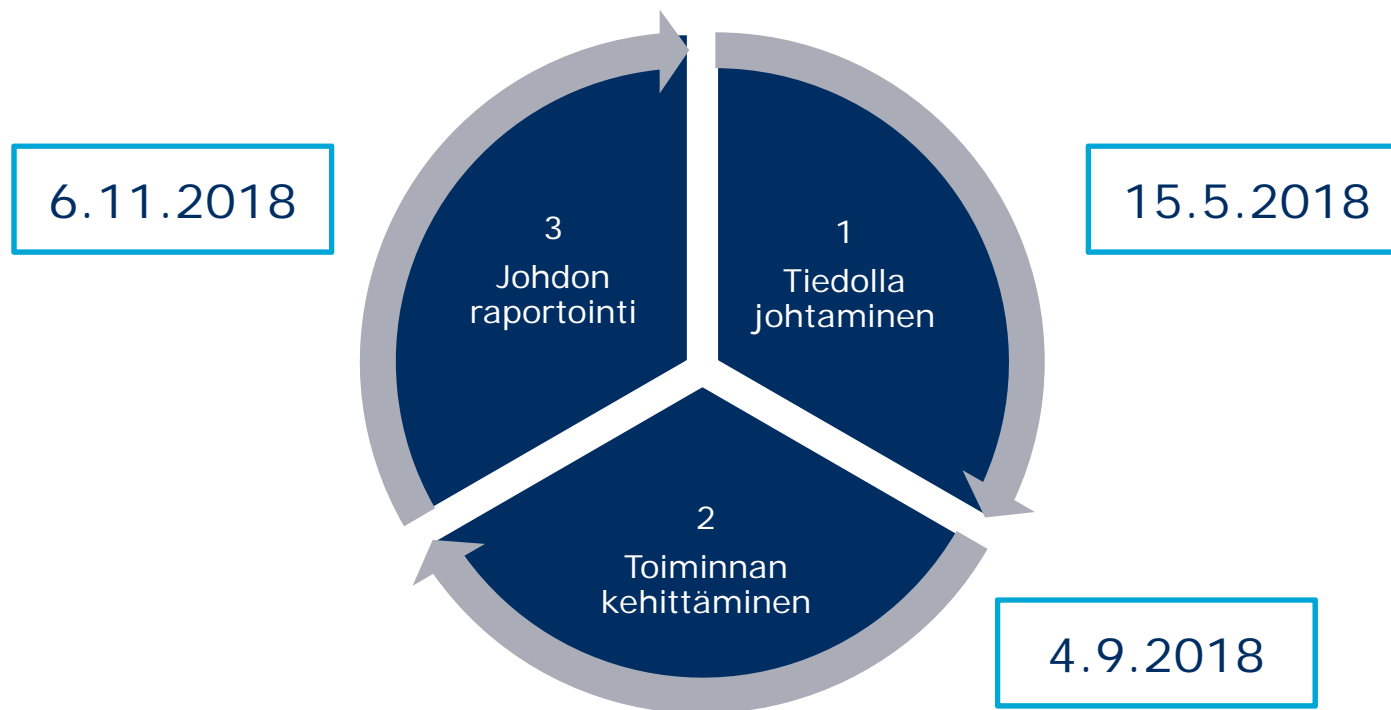 6.11.2018
15.5.2018
3
Johdon
raportointi
1
Tiedolla
johtaminen
2
Toiminnan
kehittäminen
4.9.2018